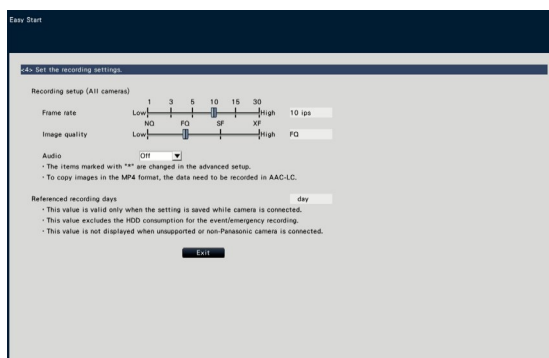 Easy Start
<4> Set the recording settings.
Recording setup (All cameras)
1 3 5 10 15 30
Frame rate Low High 10 ips
NQ FQ SF XF
Image quality Low High FQ
Audio Off
・The items marked with "*" are changed in the advanced setup.
・To copy images in the MP4 format, the data need to be recorded in AAC-LC.
Referenced recording days day
・This value is valid only when the setting is saved while camera is connected.
・This value excludes the HDD consumption for the event/emergency recording.
・This value is not displayed when unsupported or non-Panasonic camera is connected.
Exit